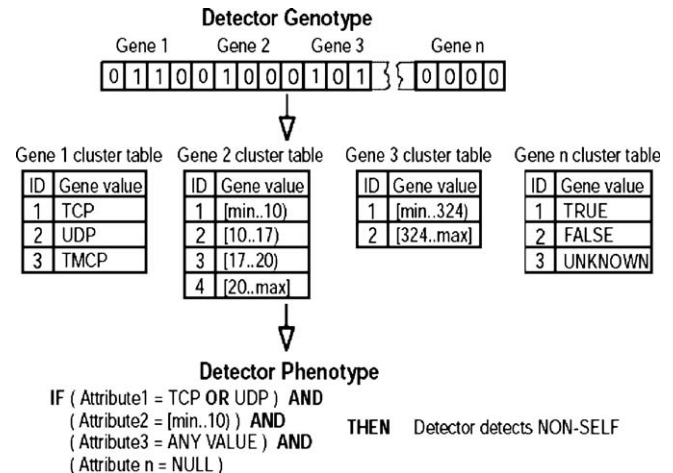 Detector Genotype
Gene 1 Gene 2 Gene 3 Gene n
0 1 1 0 0 1 0 0 0 1 0 1 0 0 0 0
Gene 1 cluster table Gene 2 cluster table Gene 3 cluster table Gene n cluster table
ID Gene value ID Gene value ID Gene value ID Gene value
1 TCP 1 [min..10) 1 [min..324) 1 TRUE
2 UDP 2 [10..17) 2 [324..max] 2 FALSE
3 TMCP 3 [17..20) 3 UNKNOWN
4 [20..max]
Detector Phenotype
IF ( Attribute1 = TCP OR UDP ) AND
( Attribute2 = [min..10) ) AND
THEN Detector detects NON-SELF
( Attribute3 = ANY VALUE ) AND
( Attribute n = NULL )